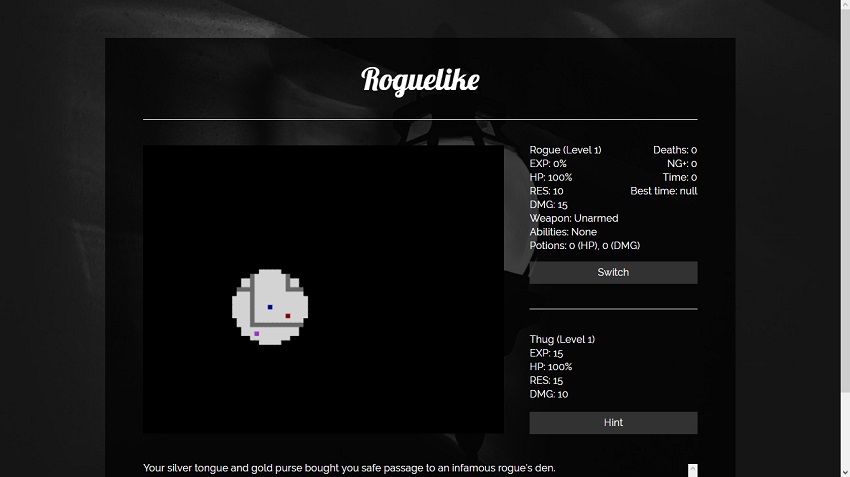 Roguelike
Rogue (Level 1) Deaths: 0
EXP: 0% NG+: 0
HP: 100% Time: 0
RES: 10 Best time: null
DMG: 15
Weapon: Unarmed
Abilities: None
Potions: 0 (HP), 0 (DMG)
Switch
Thug (Level 1)
EXP: 15
HP: 100%
RES: 15
DMG: 10
Hint
Your silver tongue and gold purse bought you safe passage to an infamous rogue's den.